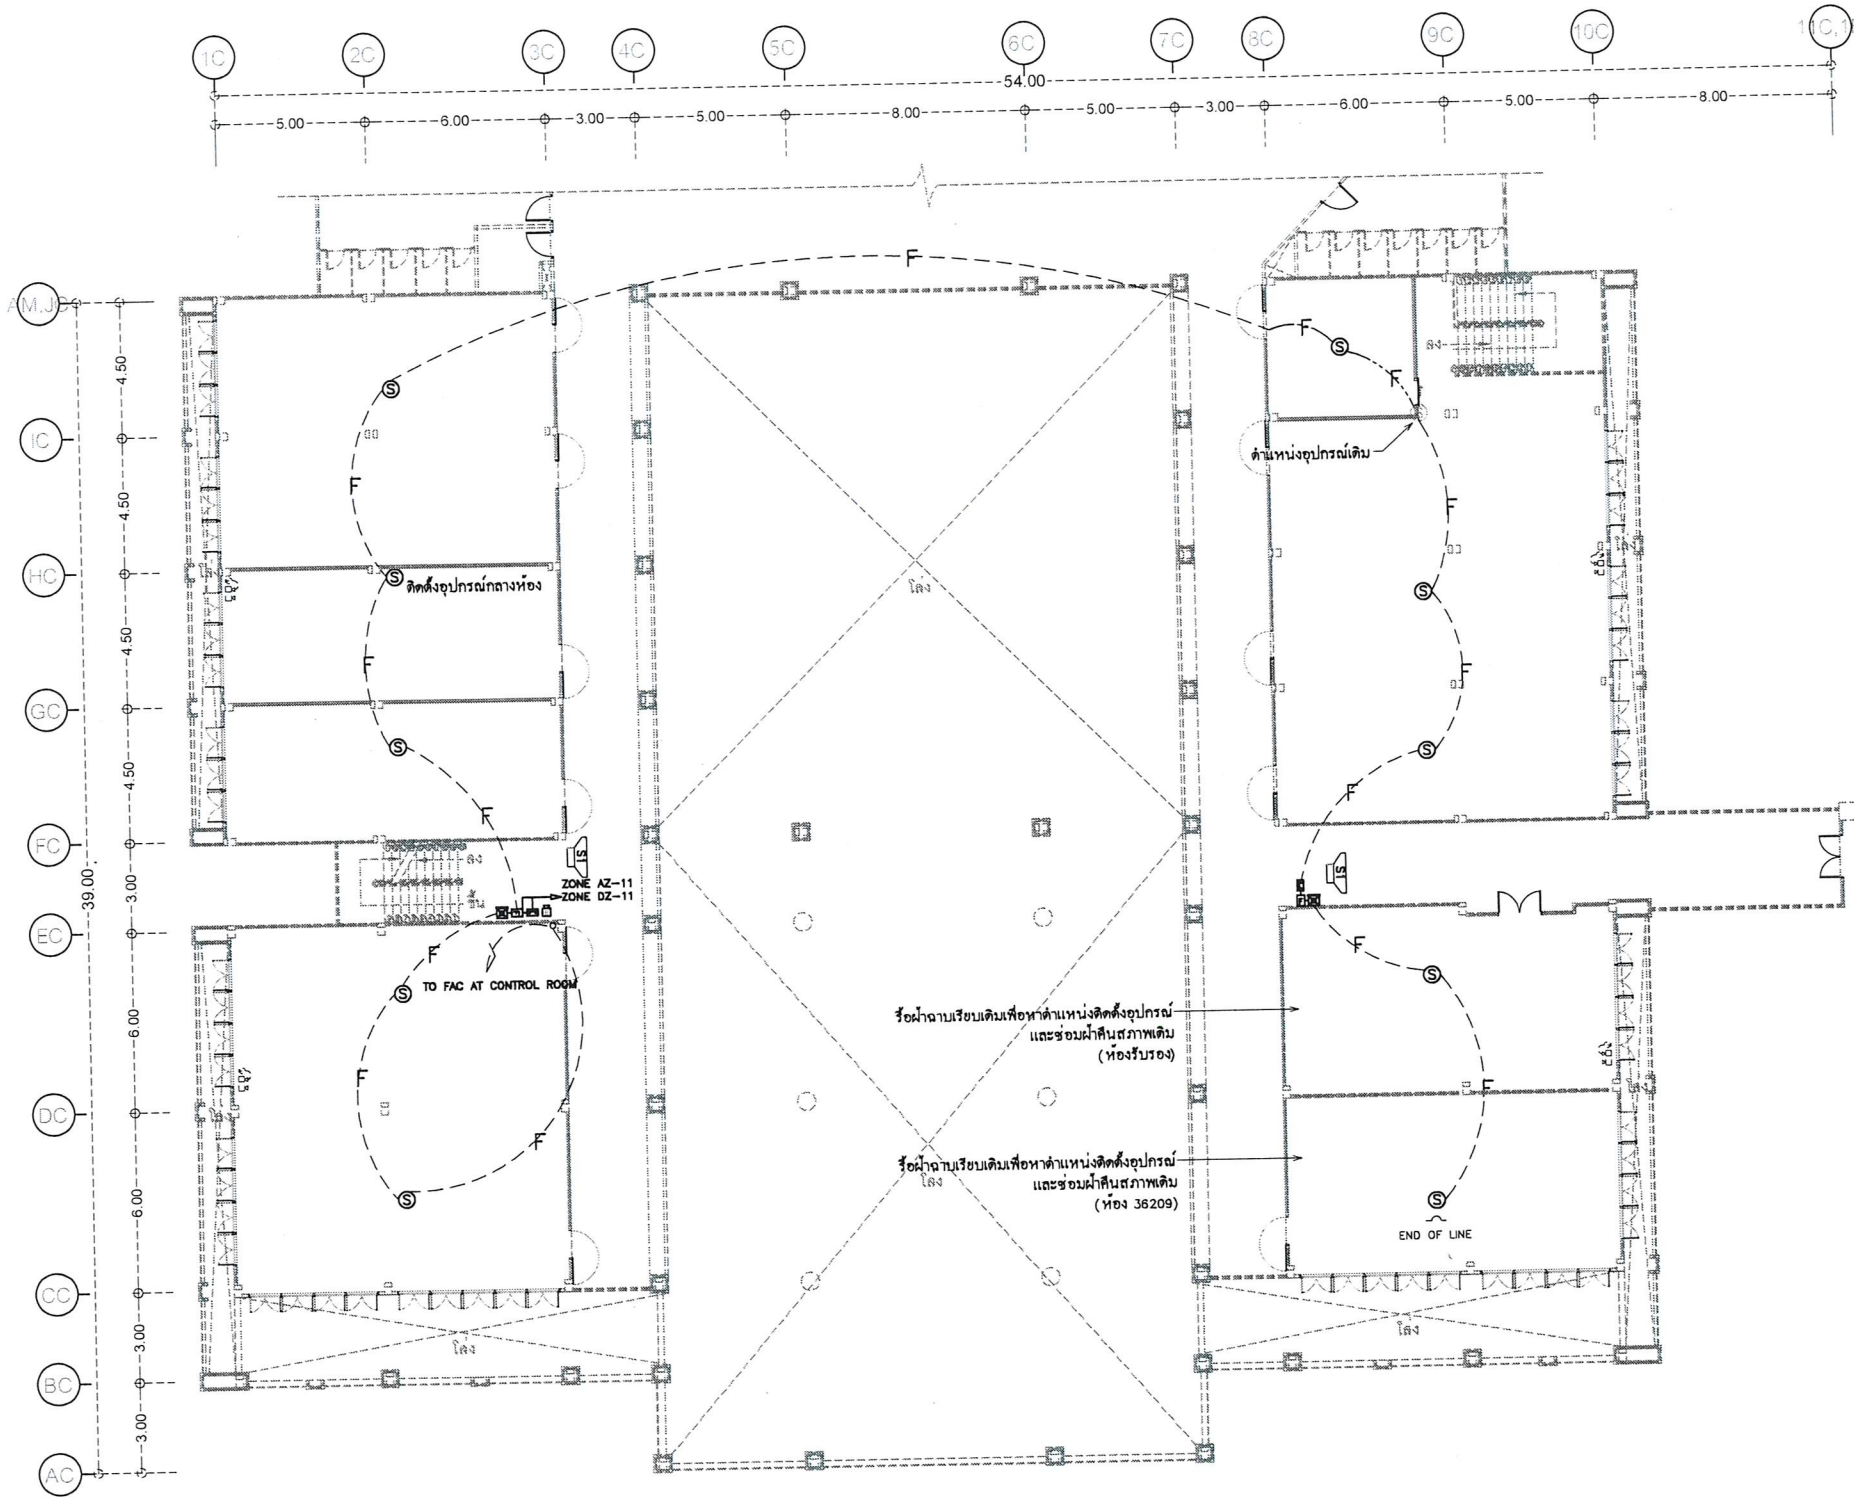 1C
2C
3C
4C
5C
6C
7C
8C
9C
10C
54.00
5.00
6.00
3.00
5.00
8.00
5.00
3.00
6.00
5.00
8.00
F
F
S
F
S
F
ลง
IC
4.50
ตำแหน่งอุปกรณ์เดิม
F
F
4.50
HC
S
ติดตั้งอุปกรณ์กลางห้อง
โล่ง
S
4.50
F
F
GC
S
S
4.50
F
F
FC
ลง
S1
S1
39.00
3.00
ZONE AZ-11
ZONE DZ-11
EC
F
F
TO FAC AT CONTROL ROOM
S
S
6.00
รื้อฝ้าฉาบเรียบเดิมเพื่อหาตำแหน่งติดตั้งอุปกรณ์
และซ่อมฝ้าคืนสภาพเดิม
(ห้องรับรอง)
F
F
DC
F
รื้อฝ้าฉาบเรียบเดิมเพื่อหาตำแหน่งติดตั้งอุปกรณ์
โล่ง
และซ่อมฝ้าคืนสภาพเดิม
(ห้อง 36209)
6.00
S
S
END OF LINE
CC
3.00
โล่ง
โล่ง
BC
3.00
AC